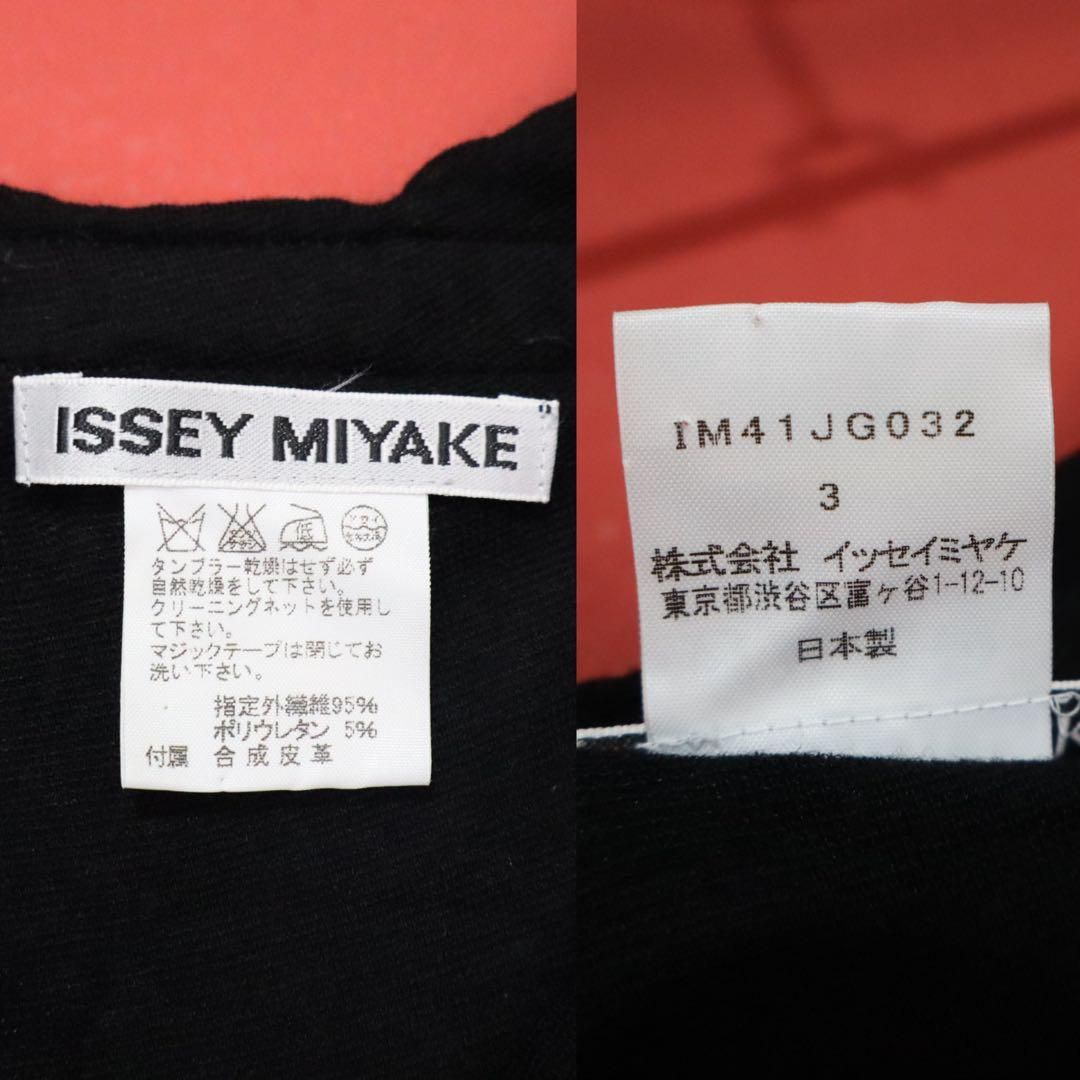 ISSEY MIYAKE
低
タンブラー乾燥はせず必ず
自然乾燥をして下さい。
クリーニングネットを使用し
て下さい。
マジックテープは閉じてお
洗い下さい。
指定外繊維95%
ポリウレタン 5%
付属 合成皮革
IM41JG032
3
株式会社 イッセイミヤケ
東京都渋谷区富ヶ谷1-12-10
日本製